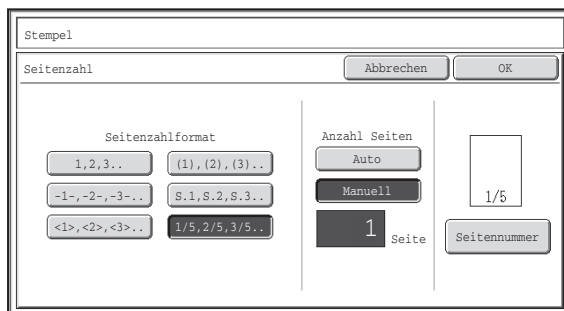 Stempel
Seitenzahl
Abbrechen
OK
Seitenzahlformat
1,2,3..
(1),(2),(3)..
-1-,-2-,-3-..
S.1,S.2,S.3..
<1>,<2>,<3>..
1/5,2/5,3/5..
Anzahl Seiten
Auto
Manuell
1 Seite
1/5
Seitennummer